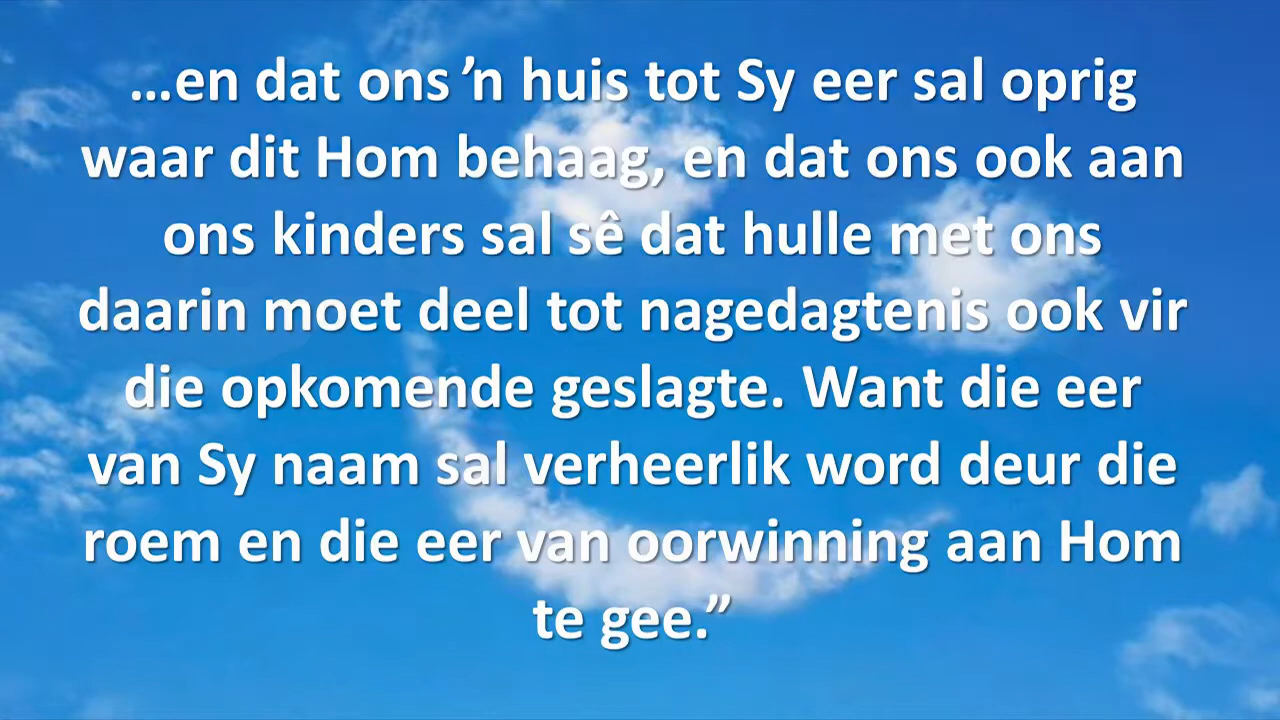 …en dat ons ’n huis tot Sy eer sal oprig
waar dit Hom behaag, en dat ons ook aan
ons kinders sal sê dat hulle met ons
daarin moet deel tot nagedagtenis ook vir
die opkomende geslagte. Want die eer
van Sy naam sal verheerlik word deur die
roem en die eer van oorwinning aan Hom
te gee.”